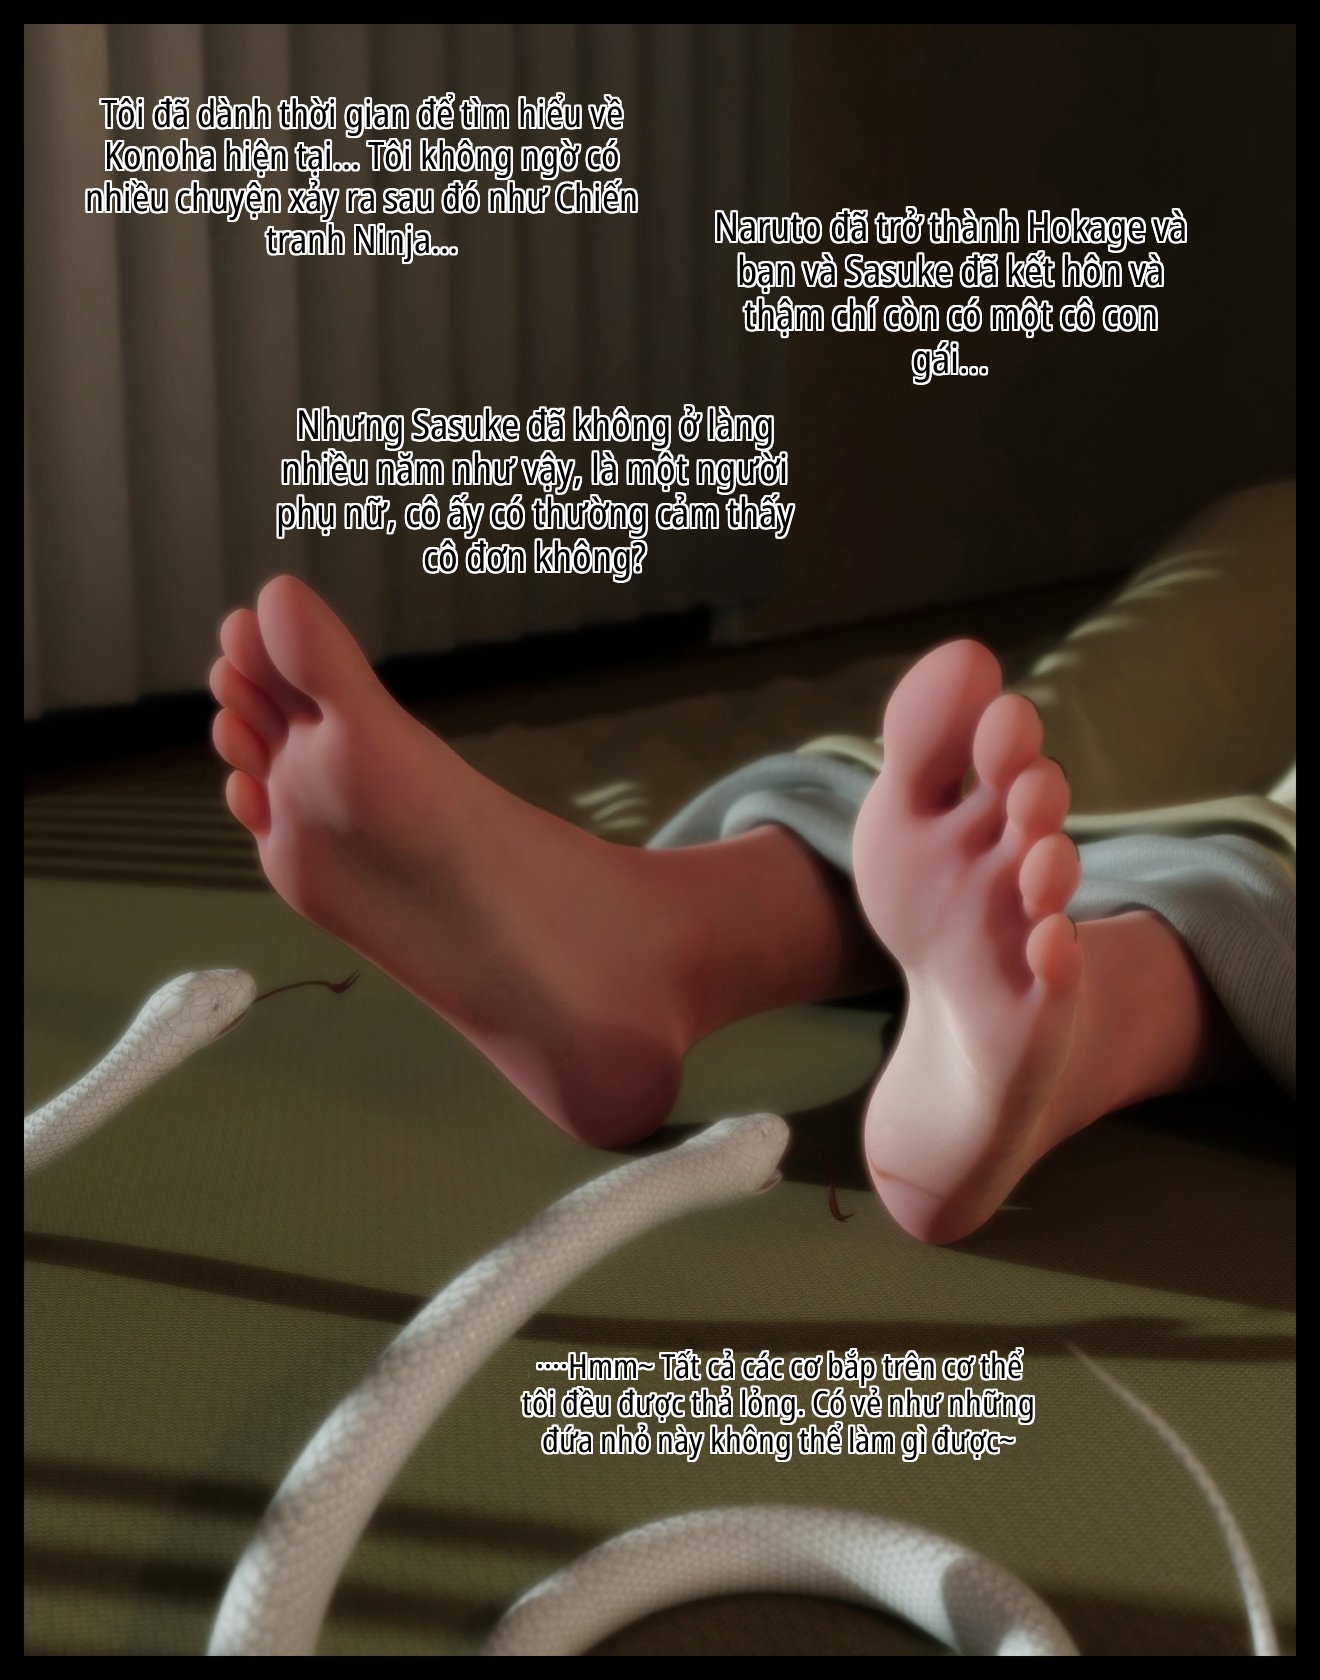 Tôi đã dành thời gian để tìm hiểu về
Konoha hiện tại... Tôi không ngờ có
nhiều chuyện xảy ra sau đó như Chiến
tranh Ninja...
Naruto đã trở thành Hokage và
bạn và Sasuke đã kết hôn và
thậm chí còn có một cô con
gái...
Nhưng Sasuke đã không ở làng
nhiều năm như vậy, là một người
phụ nữ, cô ấy có thường cảm thấy
cô đơn không?
····Hmm~ Tất cả các cơ bắp trên cơ thể
tôi đều được thả lỏng. Có vẻ như những
đứa nhỏ này không thể làm gì được~